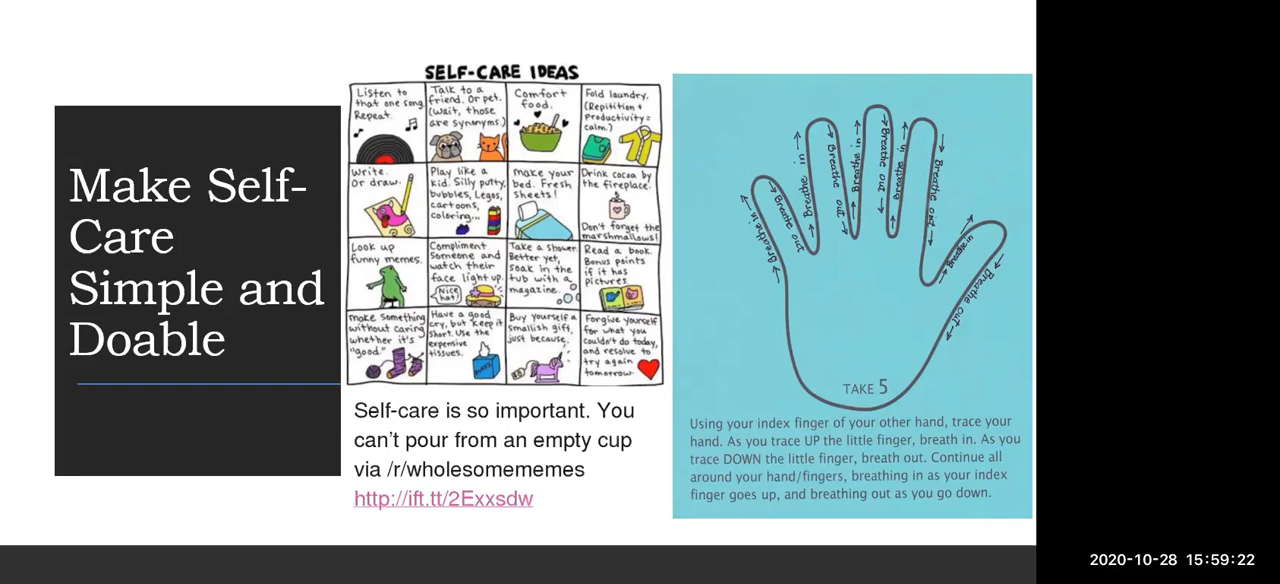 Make Self-
Care
Simple and
Doable
SELF-CARE IDEAS
Listen to
that one song.
Repeat.
Talk to a
friend. Or pet.
(Wait, those
are synonyms.)
Comfort
food.
Fold laundry.
(Repitition +
Productivity =
calm.)
Write.
Or draw.
Play like a
kid. Silly putty,
bubbles, Legos,
cartoons,
coloring...
Make your
bed. Fresh
sheets!
Drink cocoa by
the fireplace.
Don't forget the
marshmallows!
Look up
funny memes.
Compliment
someone and
watch their
face light up.
Nice
hat!
Take a shower.
Better yet,
soak in the
tub with a
magazine.
Read a book.
Bonus points
if it has
pictures.
Make something
without caring
whether it's
"good."
Have a good
cry, but keep it
short. Use the
expensive
tissues.
Buy yourself a
smallish gift,
just because.
Forgive yourself
for what you
couldn't do today,
and resolve to
try again
tomorrow.
Self-care is so important. You
can't pour from an empty cup
via /r/wholesomememes
http://ift.tt/2Exxsdw
← Breathe in →
Breathe out
← Breathe in →
Breathe out →
← Breathe in →
Breathe out →
← Breathe in →
→ Breathe out →
→ Breathe in →
→ Breathe out →
TAKE 5
Using your index finger of your other hand, trace your
hand. As you trace UP the little finger, breath in. As you
trace DOWN the little finger, breath out. Continue all
around your hand/fingers, breathing in as your index
finger goes up, and breathing out as you go down.
2020-10-28 15:59:22